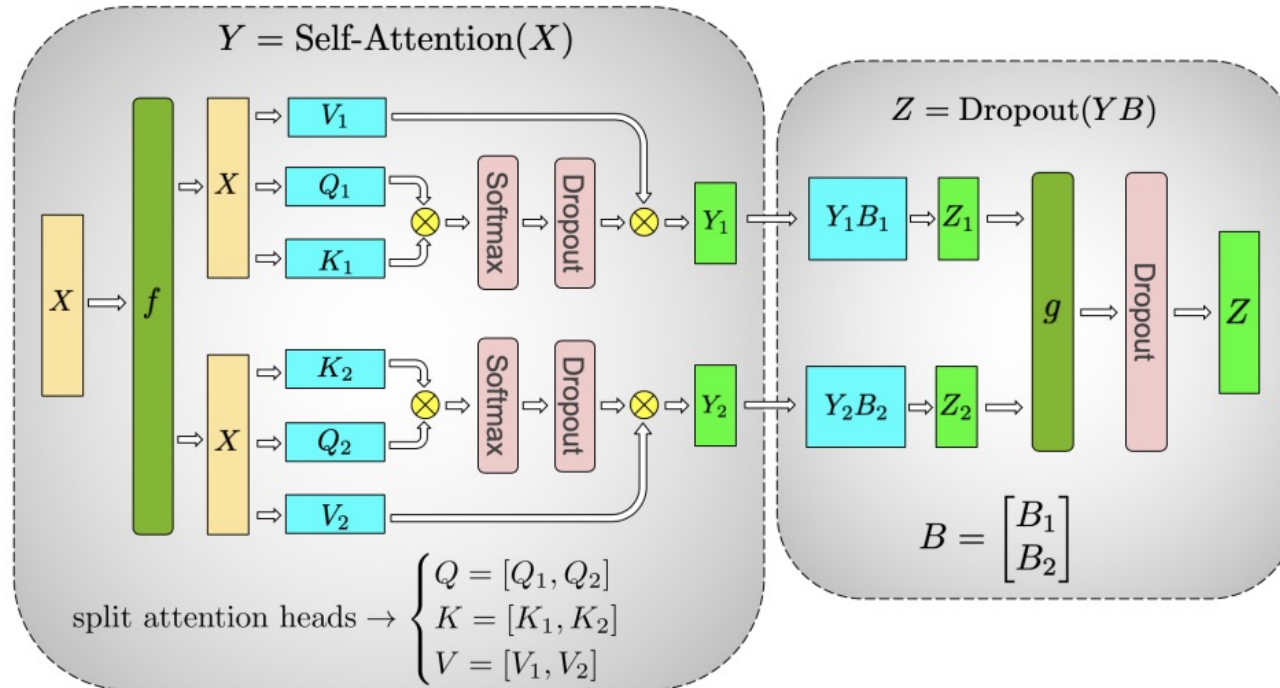 Y = Self-Attention(X)
X
f
X
V₁
Q₁
K₁
Softmax
Dropout
Y₁
X
K₂
Q₂
V₂
Softmax
Dropout
Y₂
split attention heads → { Q = [Q₁, Q₂]
K = [K₁, K₂]
V = [V₁, V₂]
Z = Dropout(YB)
Y₁B₁
Z₁
Y₂B₂
Z₂
g
Dropout
Z
B = [B₁
B₂]